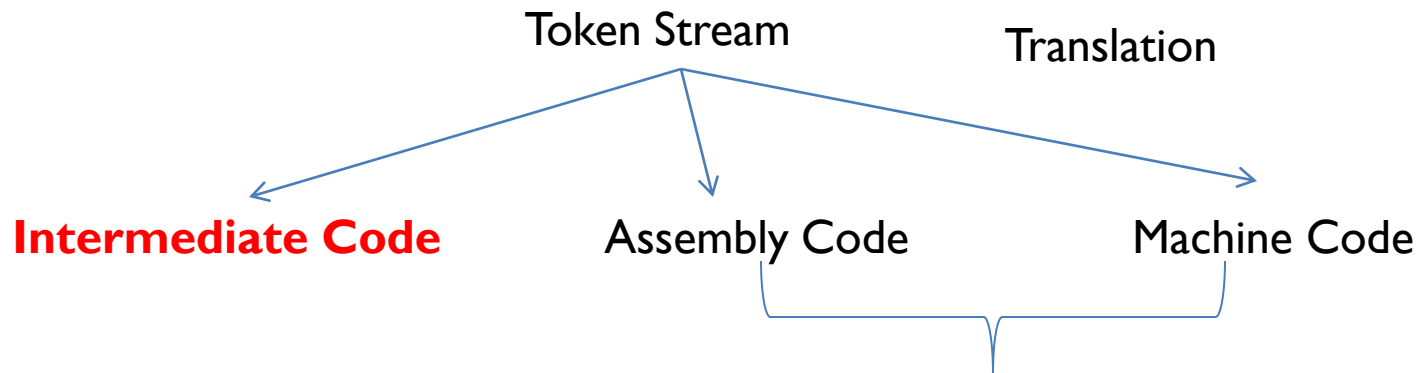 Token Stream
Translation
Intermediate Code
Assembly Code
Machine Code